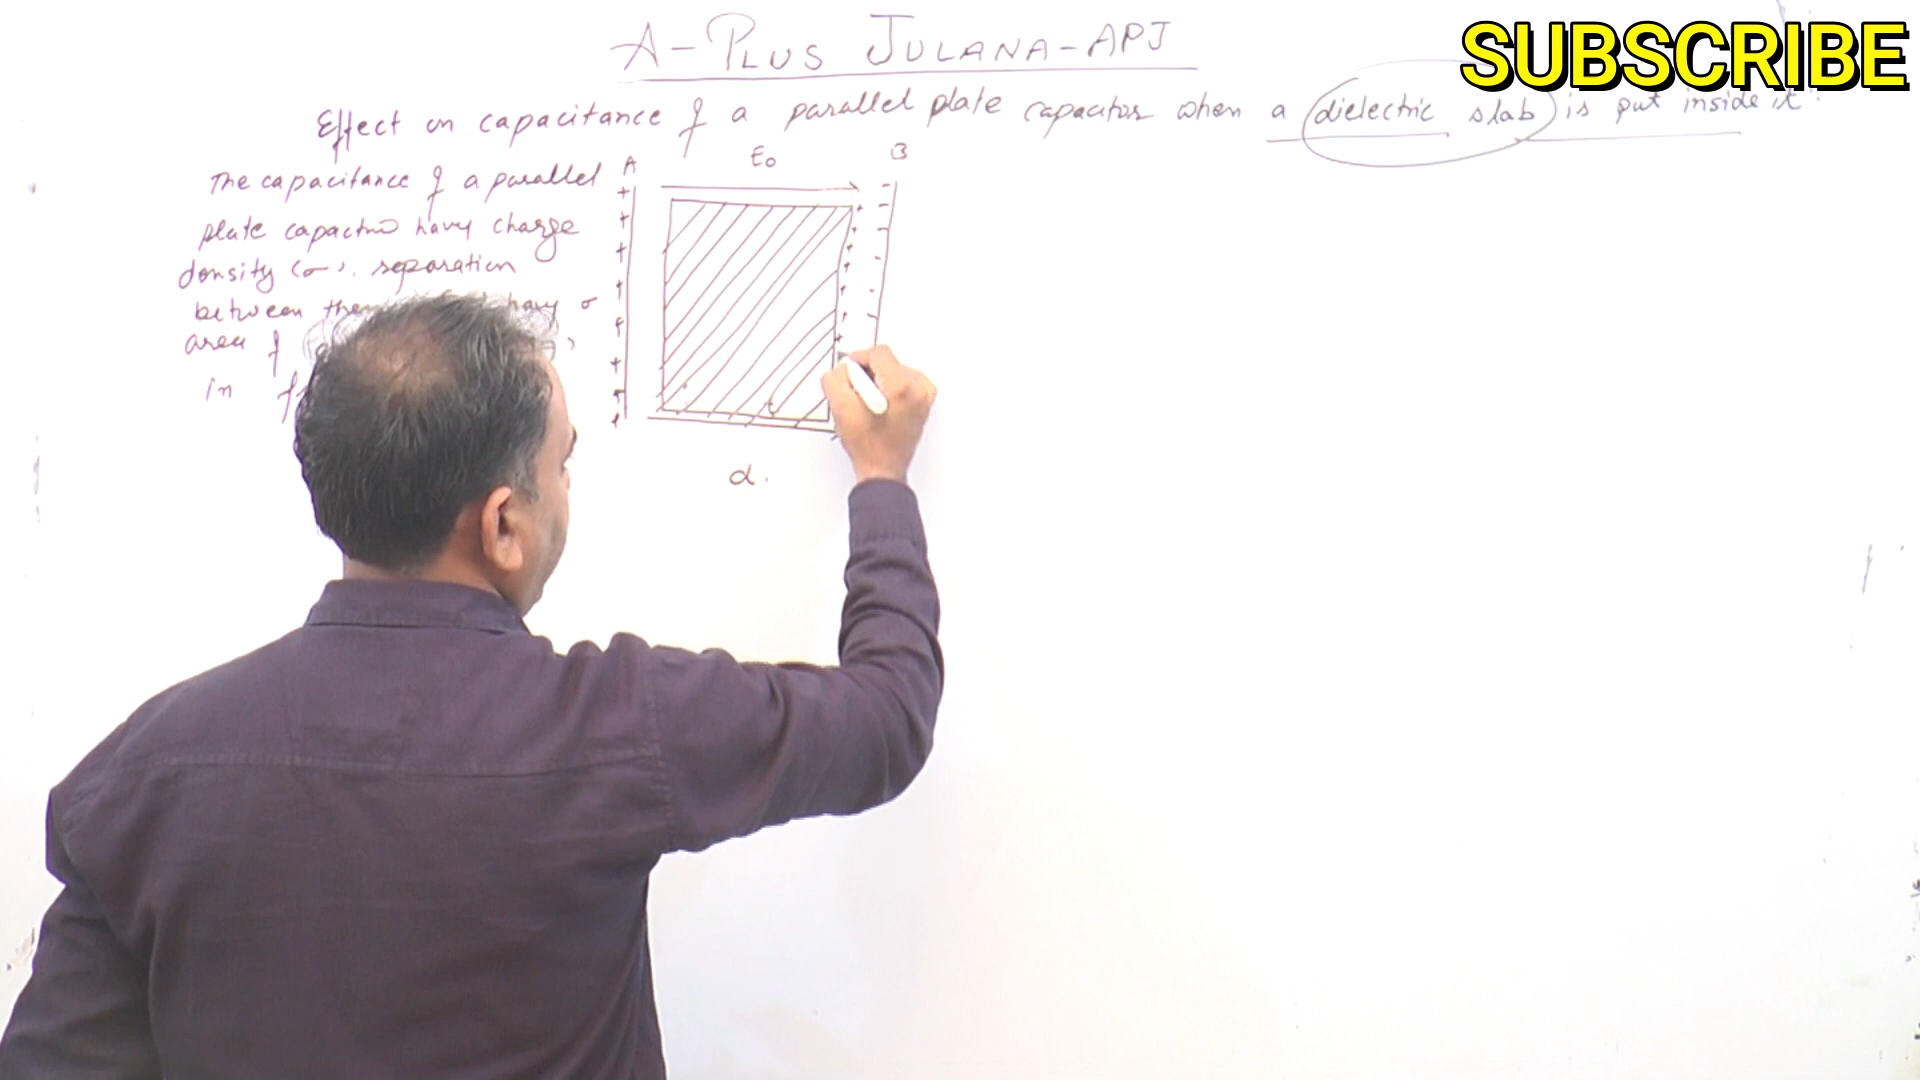 A-PLUS JULANA-APJ
SUBSCRIBE
Effect on capacitance of a parallel plate capacitor when a dielectric slab is put inside it.
The capacitance of a parallel
plate capacitor having charge
density (σ), separation
between
area of
in
A
E₀
B
+ + + + + + + +
- - - - - -
+ + + + + + + +
d.